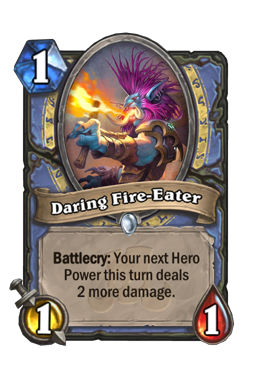 1
Daring Fire-Eater
Battlecry: Your next Hero
Power this turn deals
2 more damage.
1
1